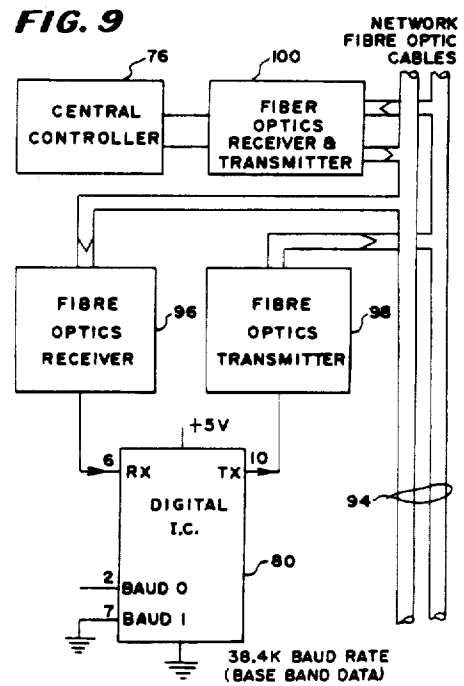 FIG. 9
NETWORK
FIBRE OPTIC
CABLES
76
100
CENTRAL
CONTROLLER
FIBER
OPTICS
RECEIVER &
TRANSMITTER
FIBRE
OPTICS
RECEIVER
96
FIBRE
OPTICS
TRANSMITTER
98
+5V
6
RX
TX
10
DIGITAL
I.C.
94
2
BAUD 0
80
7
BAUD 1
38.4K BAUD RATE
(BASE BAND DATA)